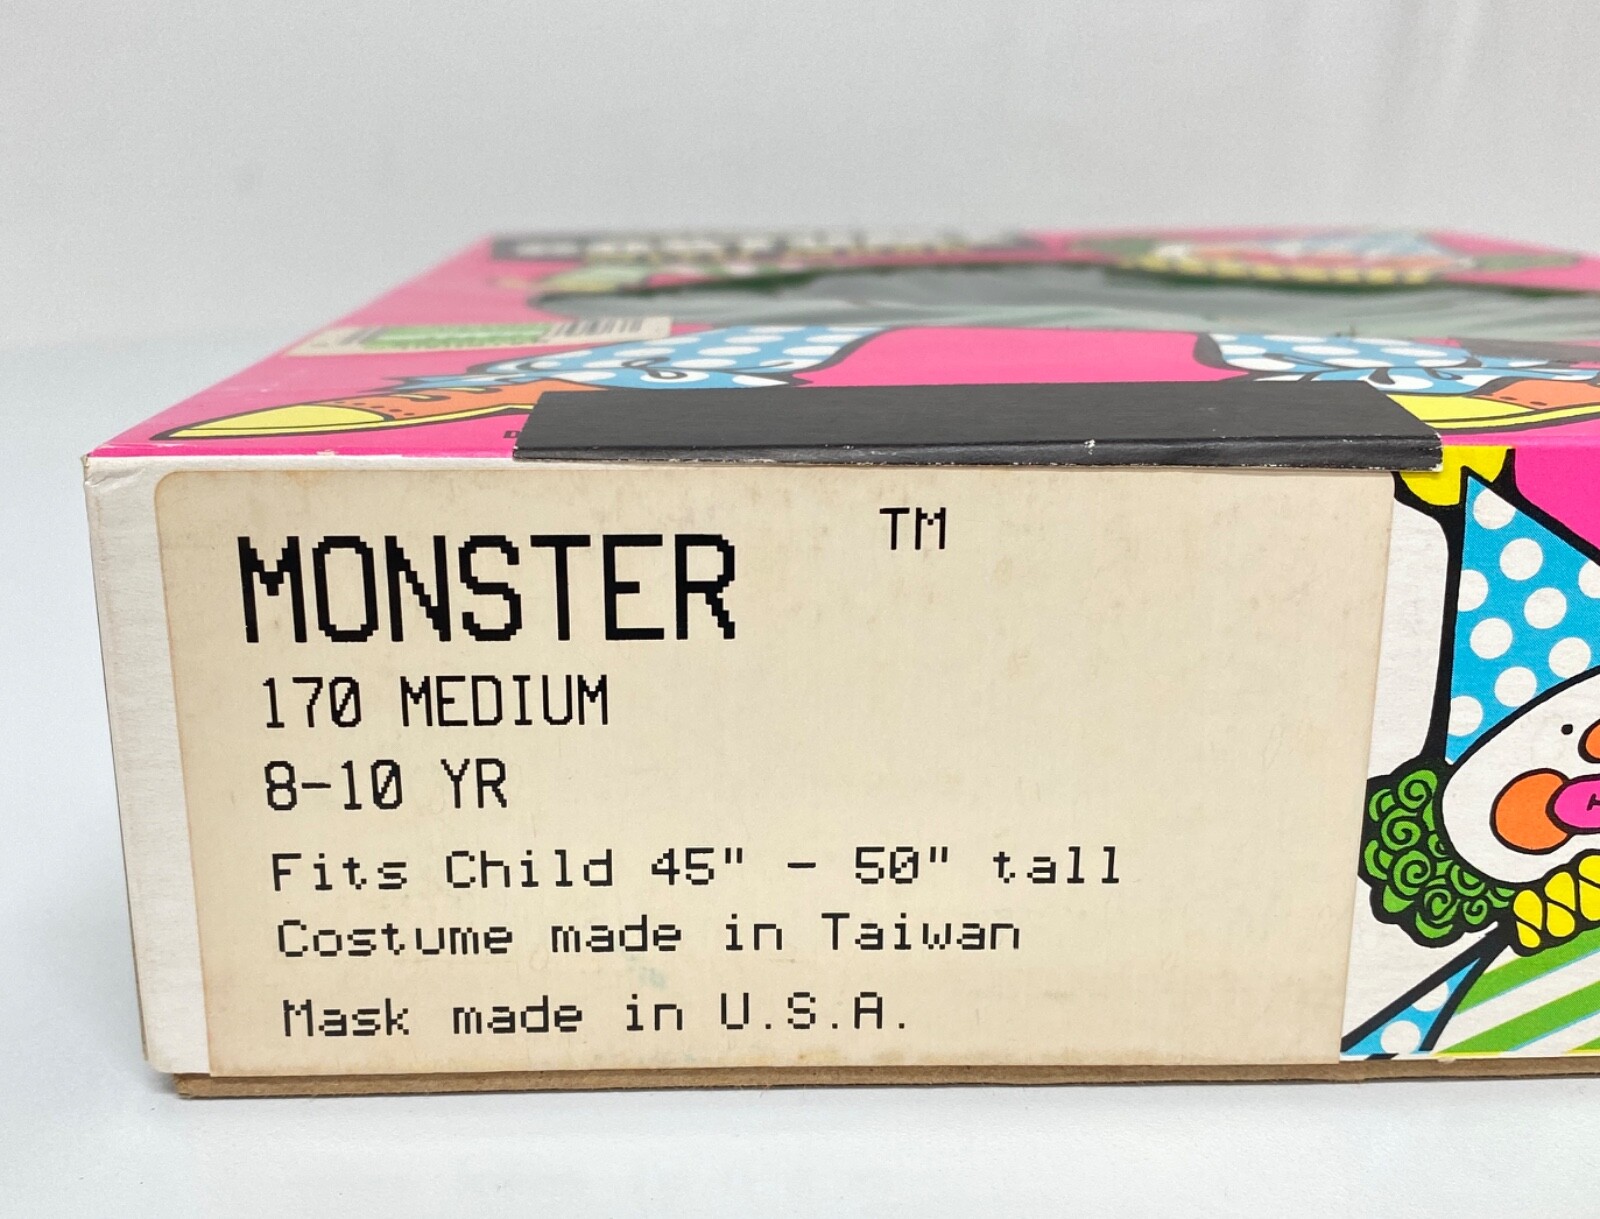 MONSTER ™
170 MEDIUM
8-10 YR
Fits Child 45" - 50" tall
Costume made in Taiwan
Mask made in U.S.A.